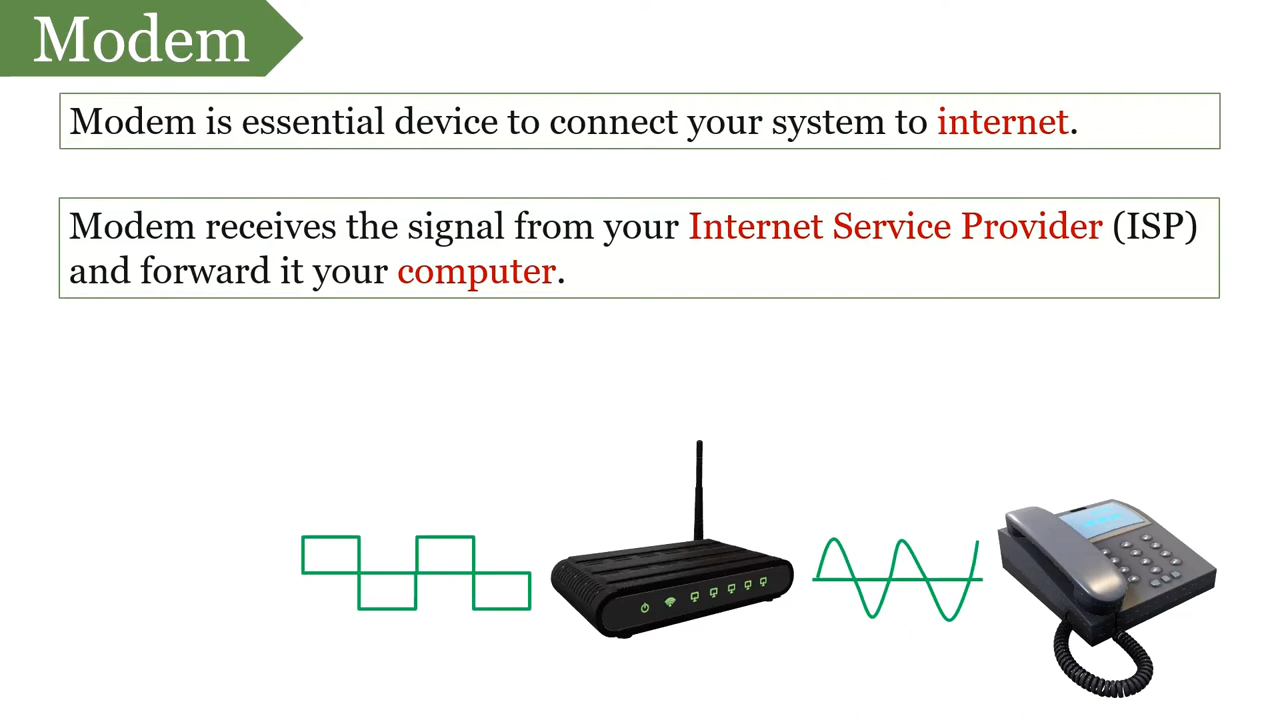 Modem
Modem is essential device to connect your system to internet.
Modem receives the signal from your Internet Service Provider (ISP)
and forward it your computer.